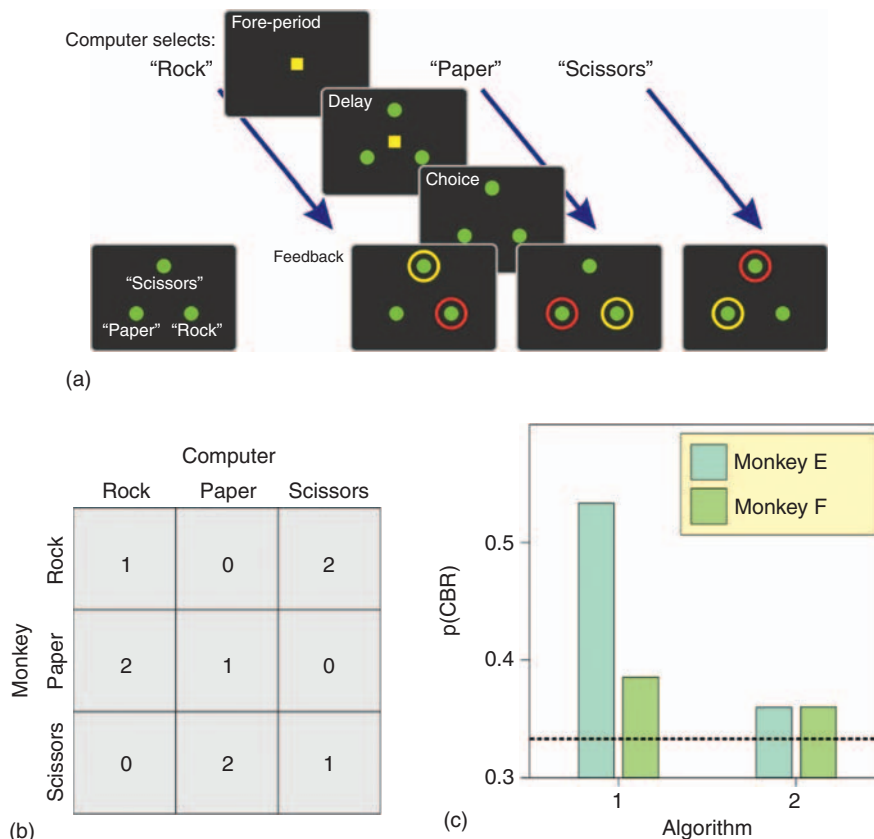 Fore-period
Computer selects:
"Rock"
"Paper"
"Scissors"
Delay
Choice
Feedback
"Scissors"
"Paper"
"Rock"
(a)
Computer
Rock
Paper
Scissors
Monkey
Rock
1
0
2
Paper
2
1
0
Scissors
0
2
1
(b)
Monkey E
Monkey F
p(CBR)
0.5
0.4
0.3
1
2
Algorithm
(c)